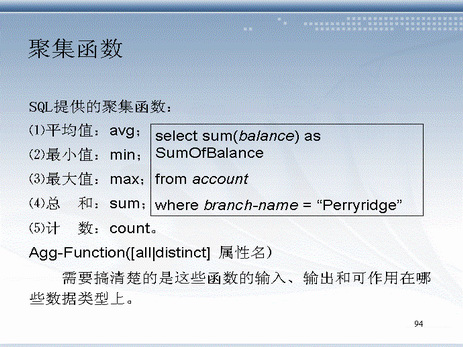 聚集函数
SQL提供的聚集函数：
⑴平均值：avg；
⑵最小值：min；
⑶最大值：max；
⑷总　和：sum；
⑸计　数：count。
select sum(balance) as
SumOfBalance
from account
where branch-name = “Perryridge”
Agg-Function([all|distinct] 属性名）
需要搞清楚的是这些函数的输入、输出和可作用在哪
些数据类型上。
94